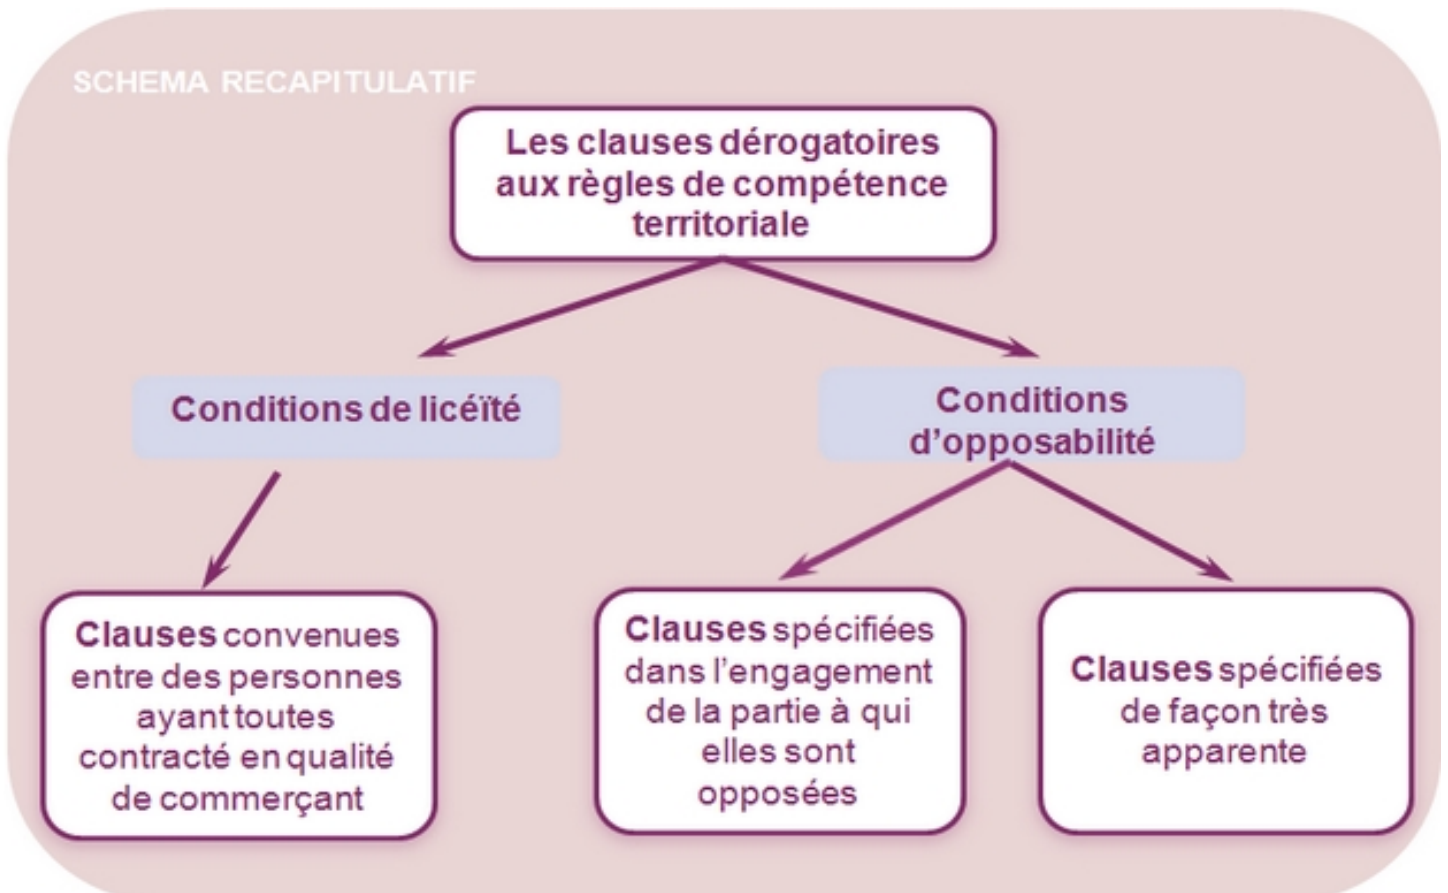 SCHEMA RECAPITULATIF
Les clauses dérogatoires
aux règles de compétence
territoriale
Conditions de licéïté
Conditions
d’opposabilité
Clauses convenues
entre des personnes
ayant toutes
contracté en qualité
de commerçant
Clauses spécifiées
dans l’engagement
de la partie à qui
elles sont
opposées
Clauses spécifiées
de façon très
apparente